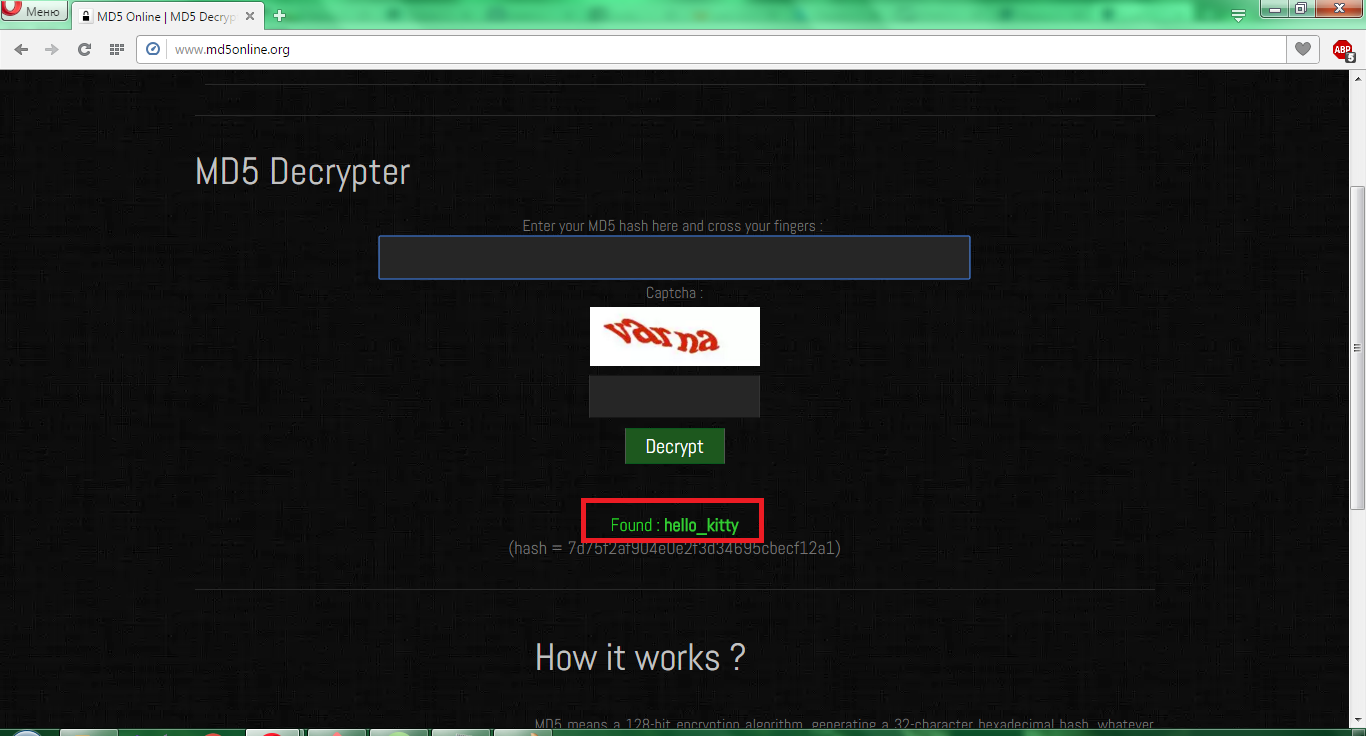 Меню
MD5 Online | MD5 Decryp
www.md5online.org
ABP
5
MD5 Decrypter
Enter your MD5 hash here and cross your fingers :
Captcha :
varna
Decrypt
Found : hello_kitty
(hash = 7d75f2af904e0e2f3d34695cbecf12a1)
How it works ?
MD5 means a 128-bit encryption algorithm, generating a 32-character hexadecimal hash, whatever